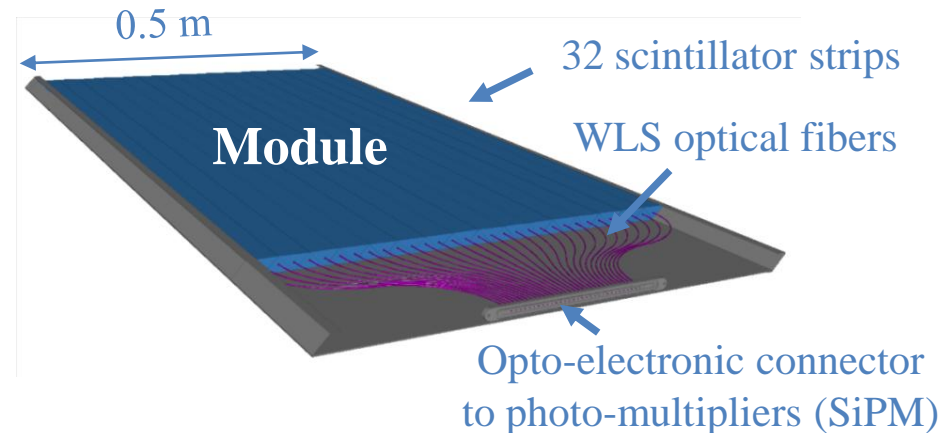 0.5 m
32 scintillator strips
WLS optical fibers
Module
Opto-electronic connector
to photo-multipliers (SiPM)